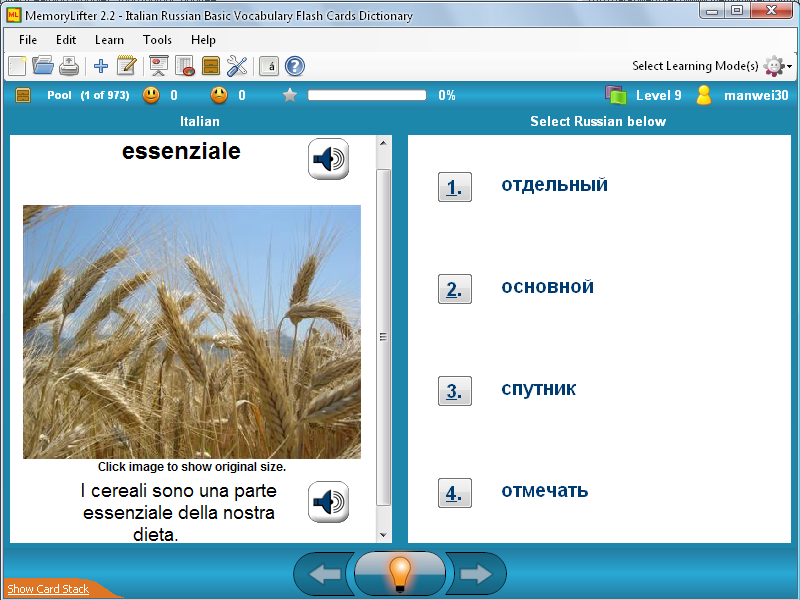 MemoryLifter 2.2 - Italian Russian Basic Vocabulary Flash Cards Dictionary
File Edit Learn Tools Help
á ? Select Learning Mode(s)
Pool (1 of 973) 0 0 0% Level 9 manwei30
Italian
Select Russian below
essenziale
Click image to show original size.
I cereali sono una parte
essenziale della nostra
dieta.
1. отдельный
2. основной
3. спутник
4. отмечать
Show Card Stack